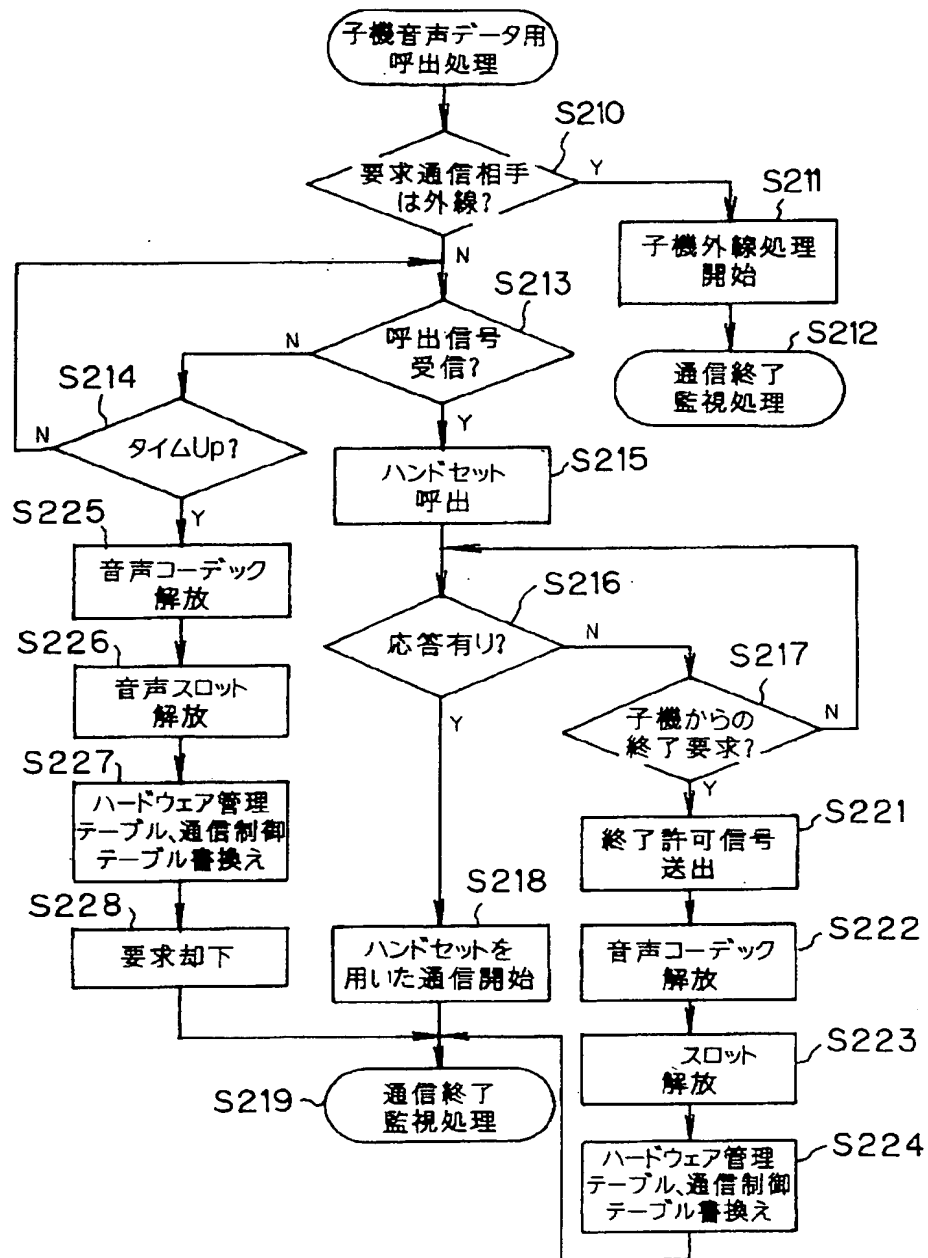 子機音声データ用
呼出処理
S210
要求通信相手
は外線?
Y
N
S211
子機外線処理
開始
S212
通信終了
監視処理
S213
呼出信号
受信?
N
Y
S214
タイムUp?
N
Y
S215
ハンドセット
呼出
S225
音声コーデック
解放
S216
応答有り?
N
Y
S226
音声スロット
解放
S217
子機からの
終了要求?
N
Y
S227
ハードウェア管理
テーブル、通信制御
テーブル書換え
S221
終了許可信号
送出
S228
要求却下
S218
ハンドセットを
用いた通信開始
S222
音声コーデック
解放
S219
通信終了
監視処理
S223
スロット
解放
S224
ハードウェア管理
テーブル、通信制御
テーブル書換え